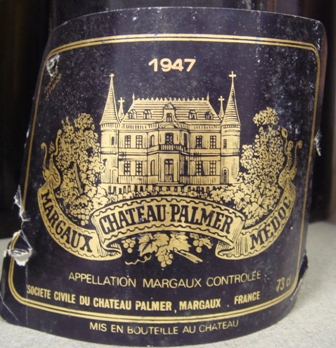 1947
MARGAUX CHATEAU PALMER MEDOC
APPELLATION MARGAUX CONTROLÉE
73 cl
SOCIETE CIVILE DU CHATEAU PALMER, MARGAUX . FRANCE
MIS EN BOUTEILLE AU CHATEAU